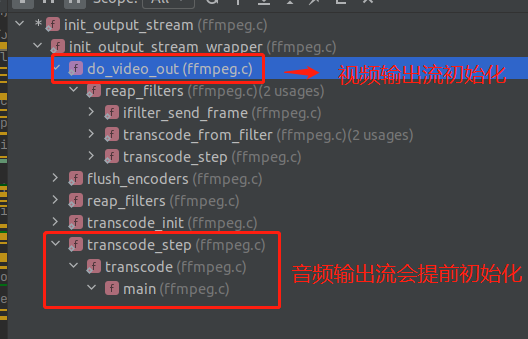 Scope: All
* init_output_stream (ffmpeg.c)
init_output_stream_wrapper (ffmpeg.c)
do_video_out (ffmpeg.c) 视频输出流初始化
reap_filters (ffmpeg.c)(2 usages)
ifilter_send_frame (ffmpeg.c)
transcode_from_filter (ffmpeg.c)(2 usages)
transcode_step (ffmpeg.c)
flush_encoders (ffmpeg.c)
reap_filters (ffmpeg.c)
transcode_init (ffmpeg.c)
transcode_step (ffmpeg.c)
transcode (ffmpeg.c) 音频输出流会提前初始化
main (ffmpeg.c)